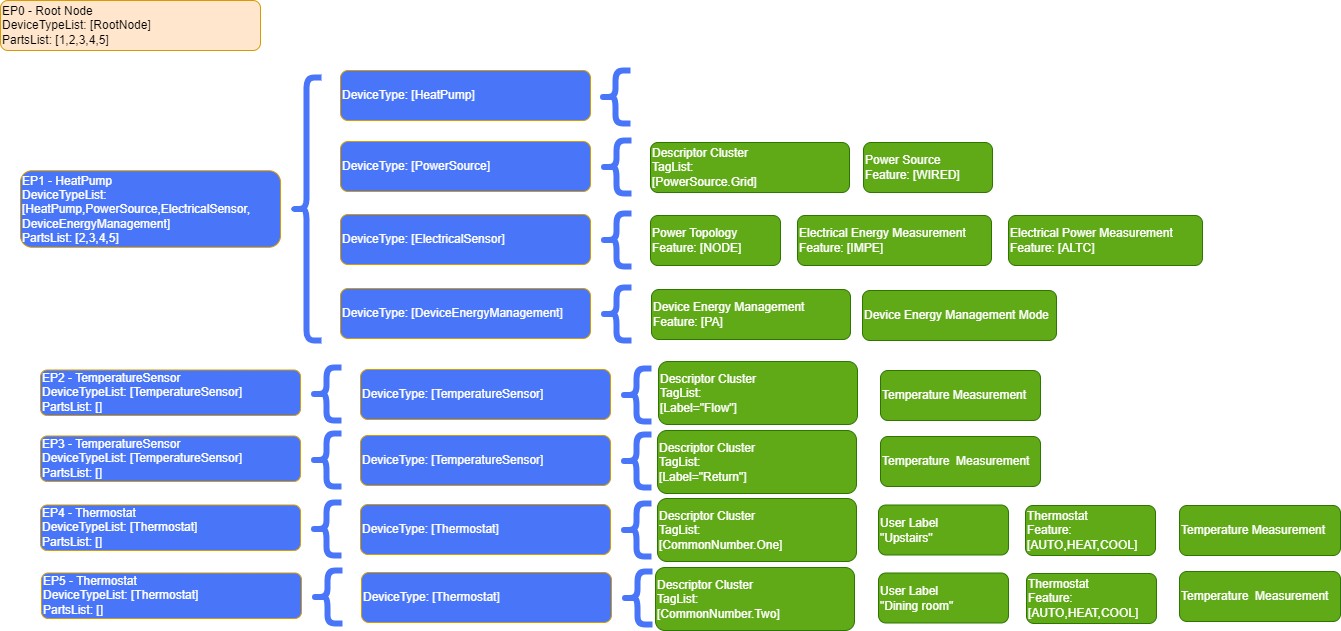 EP0 - Root Node
DeviceTypeList: [RootNode]
PartsList: [1,2,3,4,5]
EP1 - HeatPump
DeviceTypeList:
[HeatPump,PowerSource,ElectricalSensor,
DeviceEnergyManagement]
PartsList: [2,3,4,5]
DeviceType: [HeatPump]
DeviceType: [PowerSource]
Descriptor Cluster
TagList:
[PowerSource.Grid]
Power Source
Feature: [WIRED]
DeviceType: [ElectricalSensor]
Power Topology
Feature: [NODE]
Electrical Energy Measurement
Feature: [IMPE]
Electrical Power Measurement
Feature: [ALTC]
DeviceType: [DeviceEnergyManagement]
Device Energy Management
Feature: [PA]
Device Energy Management Mode
EP2 - TemperatureSensor
DeviceTypeList: [TemperatureSensor]
PartsList: []
DeviceType: [TemperatureSensor]
Descriptor Cluster
TagList:
[Label="Flow"]
Temperature Measurement
EP3 - TemperatureSensor
DeviceTypeList: [TemperatureSensor]
PartsList: []
DeviceType: [TemperatureSensor]
Descriptor Cluster
TagList:
[Label="Return"]
Temperature  Measurement
EP4 - Thermostat
DeviceTypeList: [Thermostat]
PartsList: []
DeviceType: [Thermostat]
Descriptor Cluster
TagList:
[CommonNumber.One]
User Label
"Upstairs"
Thermostat
Feature:
[AUTO,HEAT,COOL]
Temperature Measurement
EP5 - Thermostat
DeviceTypeList: [Thermostat]
PartsList: []
DeviceType: [Thermostat]
Descriptor Cluster
TagList:
[CommonNumber.Two]
User Label
"Dining room"
Thermostat
Feature:
[AUTO,HEAT,COOL]
Temperature  Measurement